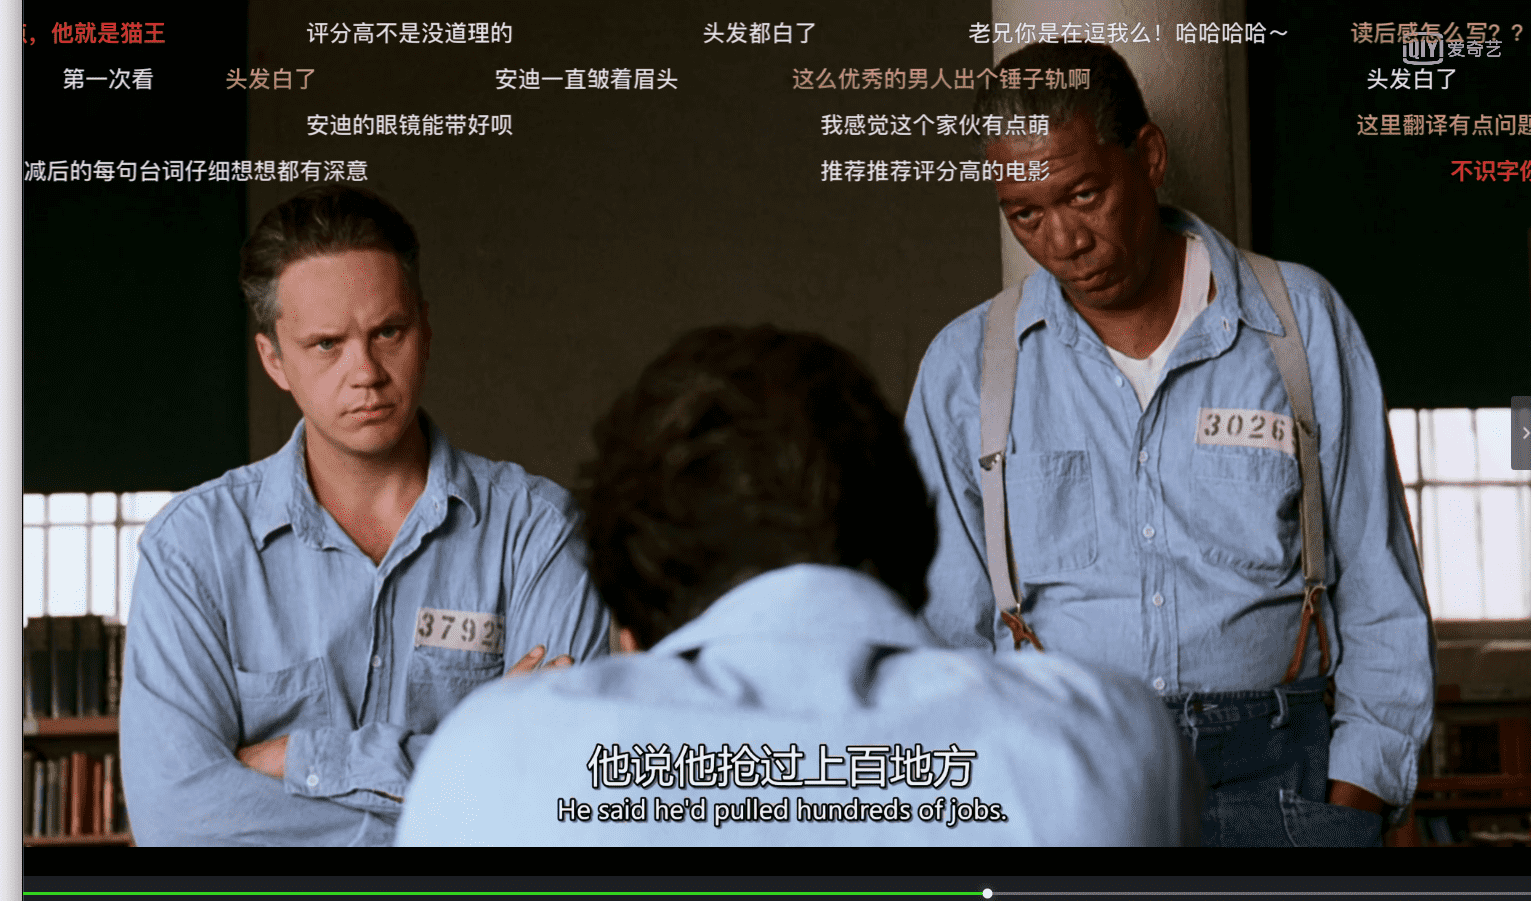 ，他就是猫王 评分高不是没道理的 头发都白了 老兄你是在逗我么！哈哈哈哈～ 读后感怎么写？？
QIY 爱奇艺
第一次看 头发白了 安迪一直皱着眉头 这么优秀的男人出个锤子轨啊 头发白了
安迪的眼镜能带好呗 我感觉这个家伙有点萌 这里翻译有点问题
减后的每句台词仔细想想都有深意 推荐推荐评分高的电影 不识字你
3026
37927
他说他抢过上百地方
He said he'd pulled hundreds of jobs.